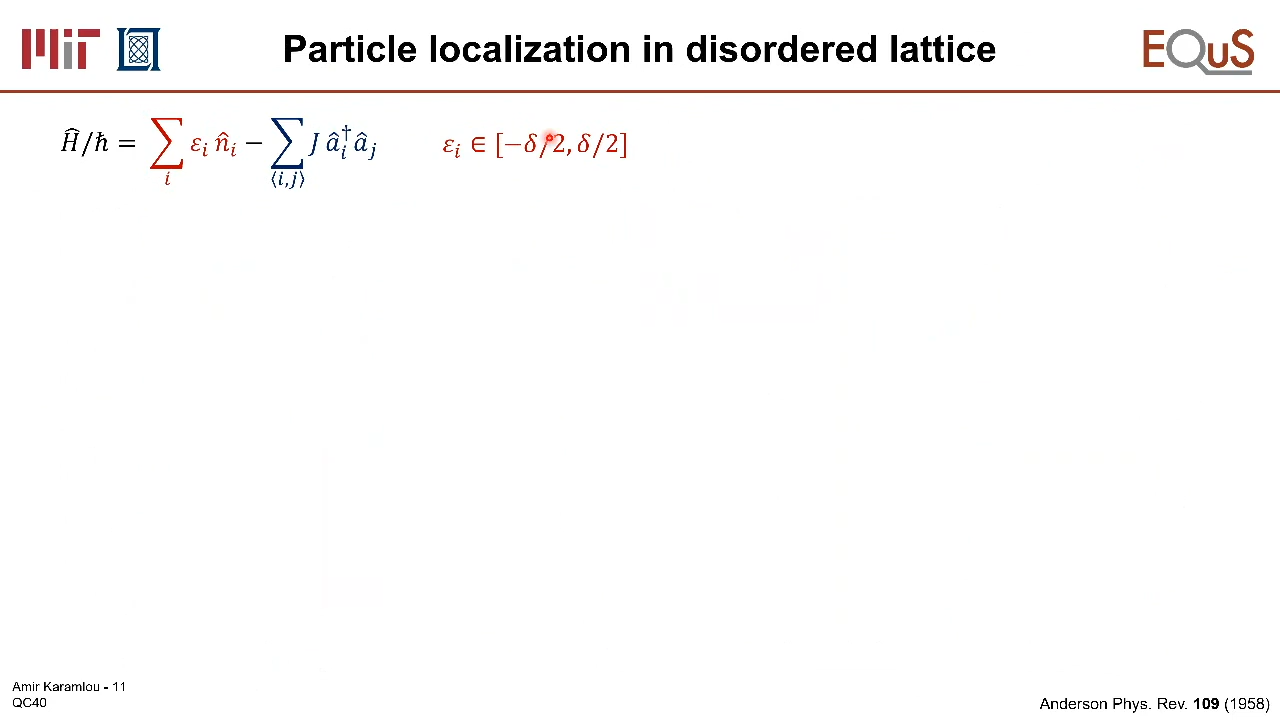 MIT
Particle localization in disordered lattice
EQuS
Ĥ/ħ = ∑_i ε_i n̂_i − ∑_⟨i,j⟩ J â_i^† â_j    ε_i ∈ [−δ/2, δ/2]
Amir Karamlou - 11
QC40
Anderson Phys. Rev. 109 (1958)